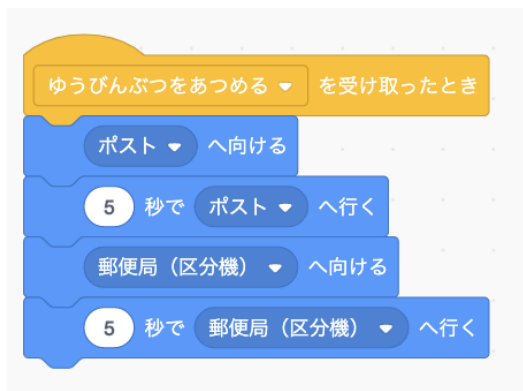 ゆうびんぶつをあつめる を受け取ったとき
ポスト へ向ける
5 秒で ポスト へ行く
郵便局（区分機） へ向ける
5 秒で 郵便局（区分機） へ行く